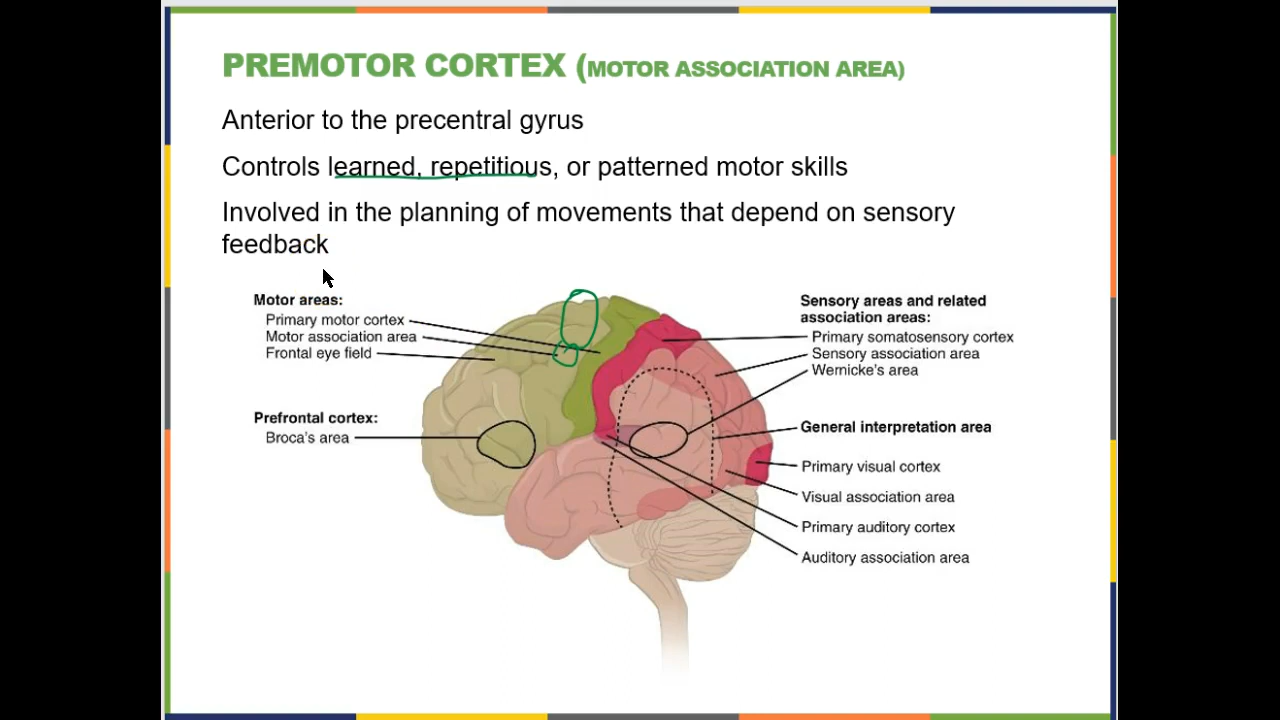 PREMOTOR CORTEX (MOTOR ASSOCIATION AREA)
Anterior to the precentral gyrus
Controls learned, repetitious, or patterned motor skills
Involved in the planning of movements that depend on sensory
feedback
Motor areas:
Primary motor cortex
Motor association area
Frontal eye field
Prefrontal cortex:
Broca's area
Sensory areas and related
association areas:
Primary somatosensory cortex
Sensory association area
Wernicke's area
General interpretation area
Primary visual cortex
Visual association area
Primary auditory cortex
Auditory association area